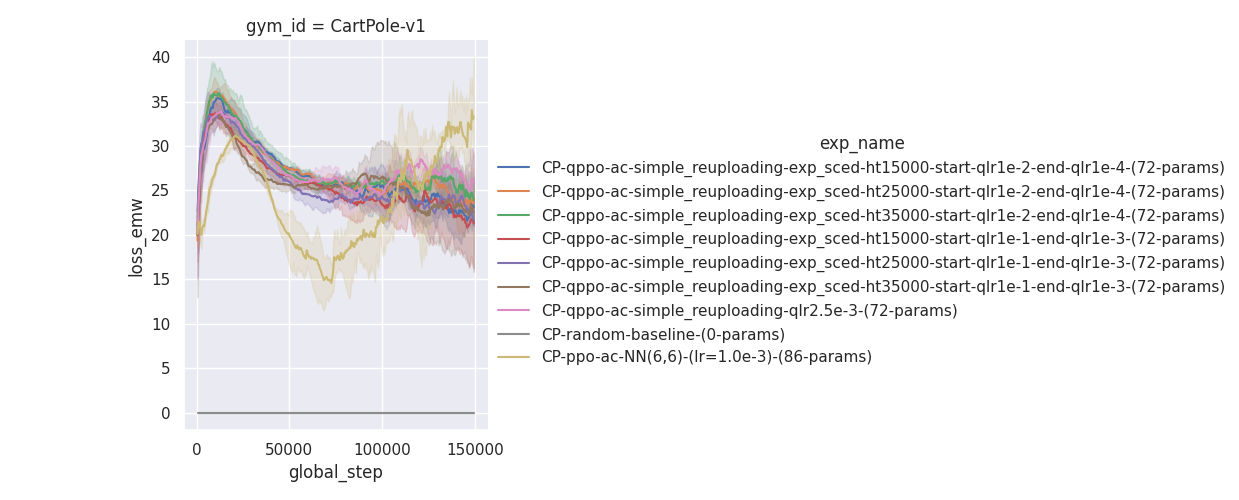 gym_id = CartPole-v1
40
35
30
25
20
15
10
5
0
loss_emw
0 50000 100000 150000
global_step
exp_name
CP-qppo-ac-simple_reuploading-exp_sced-ht15000-start-qlr1e-2-end-qlr1e-4-(72-params)
CP-qppo-ac-simple_reuploading-exp_sced-ht25000-start-qlr1e-2-end-qlr1e-4-(72-params)
CP-qppo-ac-simple_reuploading-exp_sced-ht35000-start-qlr1e-2-end-qlr1e-4-(72-params)
CP-qppo-ac-simple_reuploading-exp_sced-ht15000-start-qlr1e-1-end-qlr1e-3-(72-params)
CP-qppo-ac-simple_reuploading-exp_sced-ht25000-start-qlr1e-1-end-qlr1e-3-(72-params)
CP-qppo-ac-simple_reuploading-exp_sced-ht35000-start-qlr1e-1-end-qlr1e-3-(72-params)
CP-qppo-ac-simple_reuploading-qlr2.5e-3-(72-params)
CP-random-baseline-(0-params)
CP-ppo-ac-NN(6,6)-(lr=1.0e-3)-(86-params)